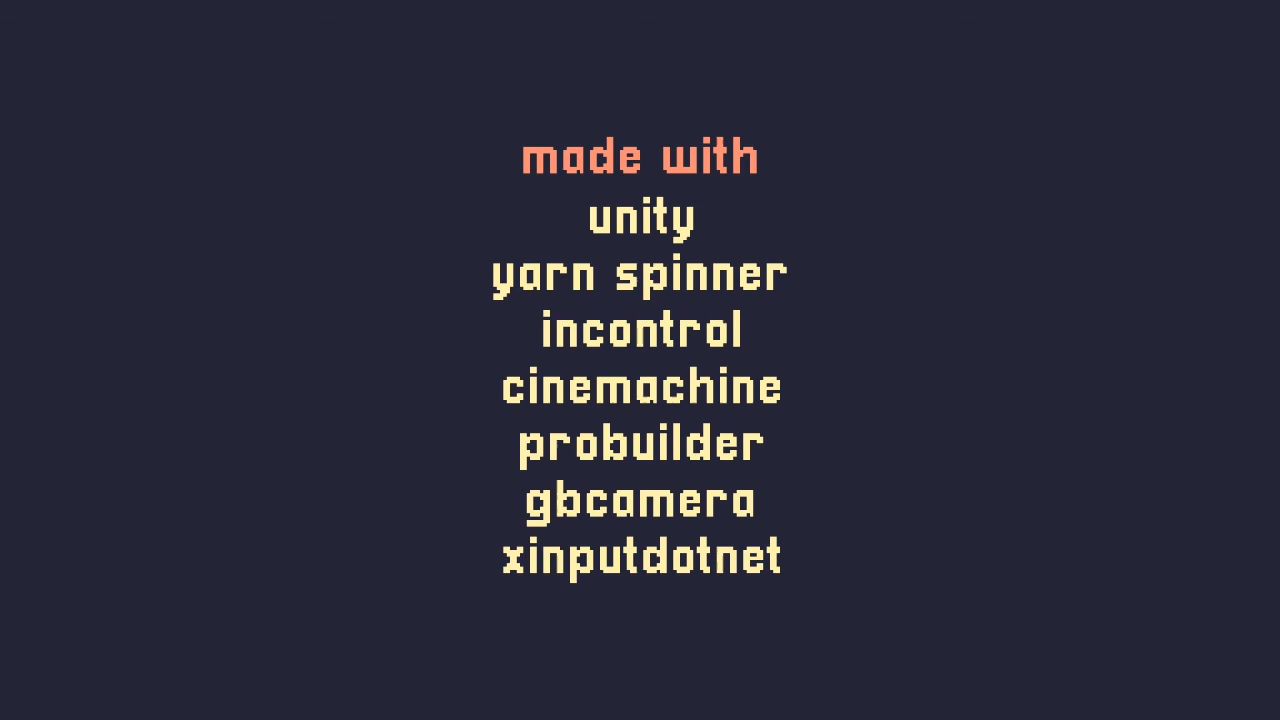 made with
unity
yarn spinner
incontrol
cinemachine
probuilder
gbcamera
xinputdotnet